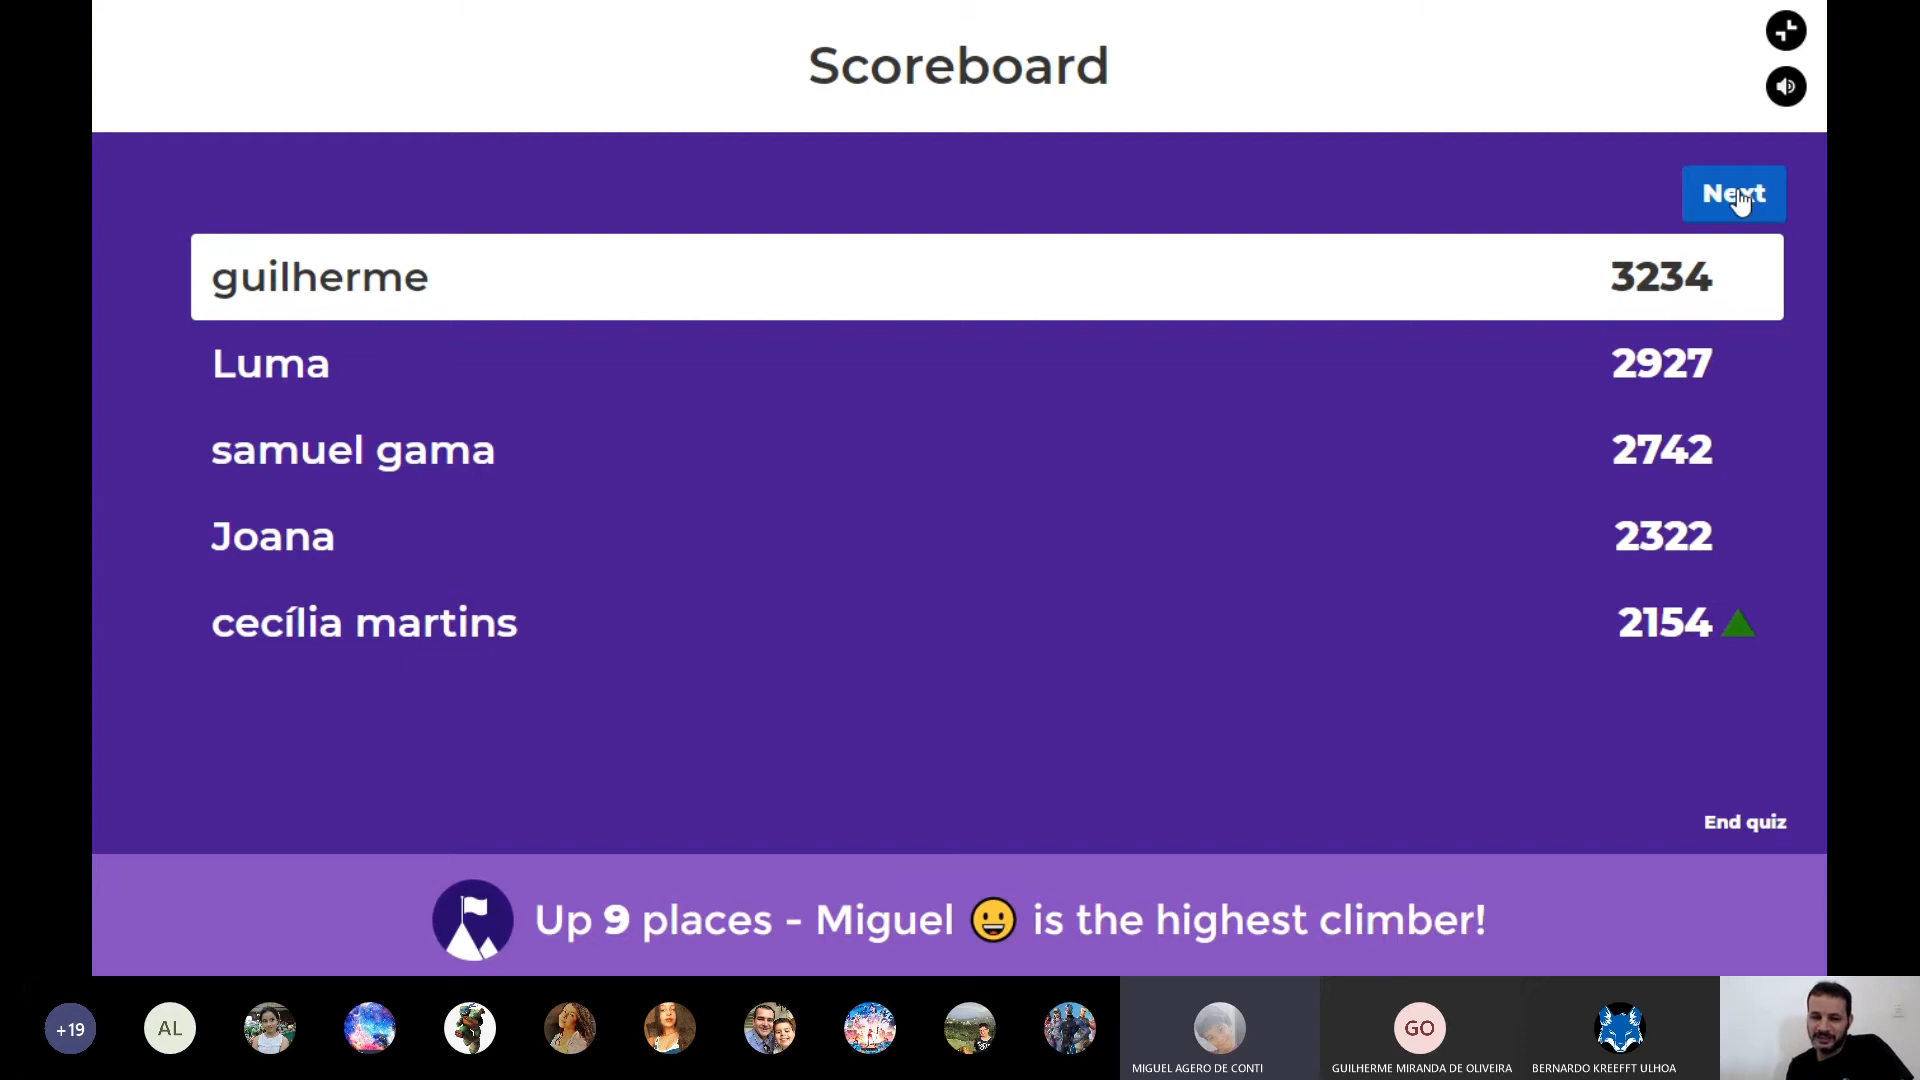 Scoreboard
Next
guilherme 3234
Luma 2927
samuel gama 2742
Joana 2322
cecília martins 2154
End quiz
Up 9 places - Miguel 😀 is the highest climber!
+19
AL
GO
MIGUEL AGERO DE CONTI
GUILHERME MIRANDA DE OLIVEIRA
BERNARDO KREEFFT ULHOA